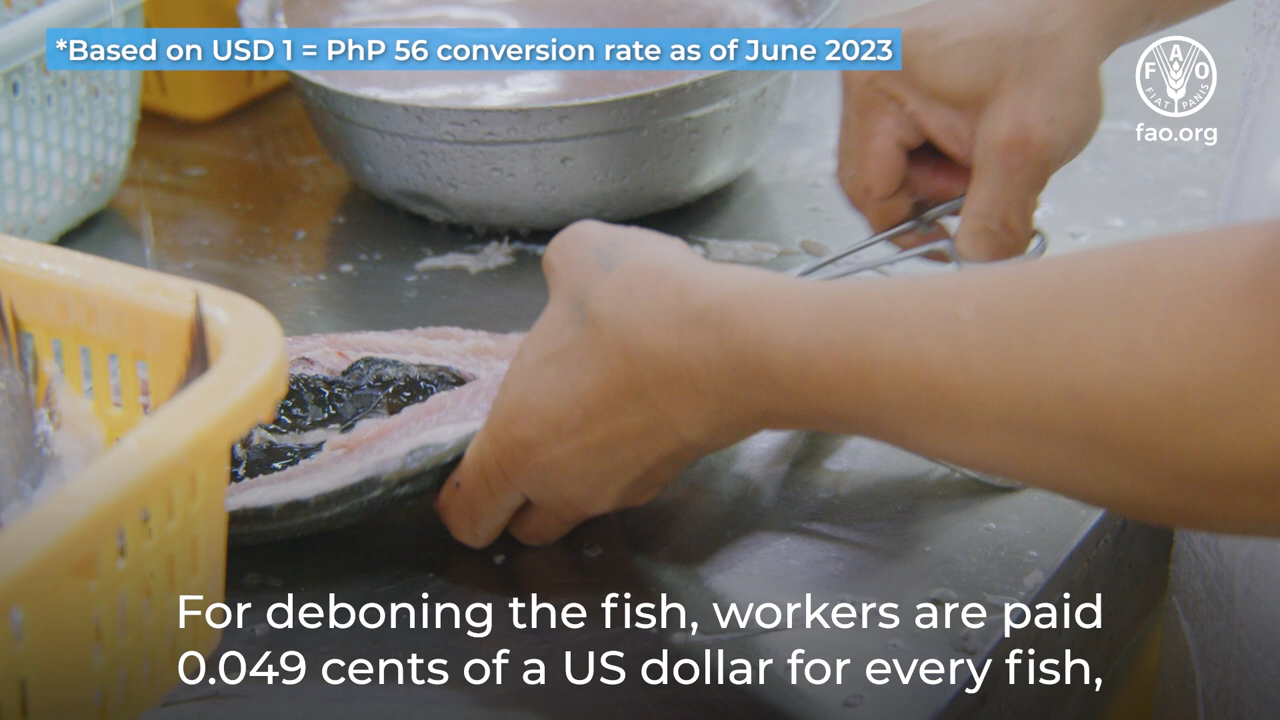 *Based on USD 1 = PhP 56 conversion rate as of June 2023
F A O
FIAT PANIS
fao.org
For deboning the fish, workers are paid
0.049 cents of a US dollar for every fish,